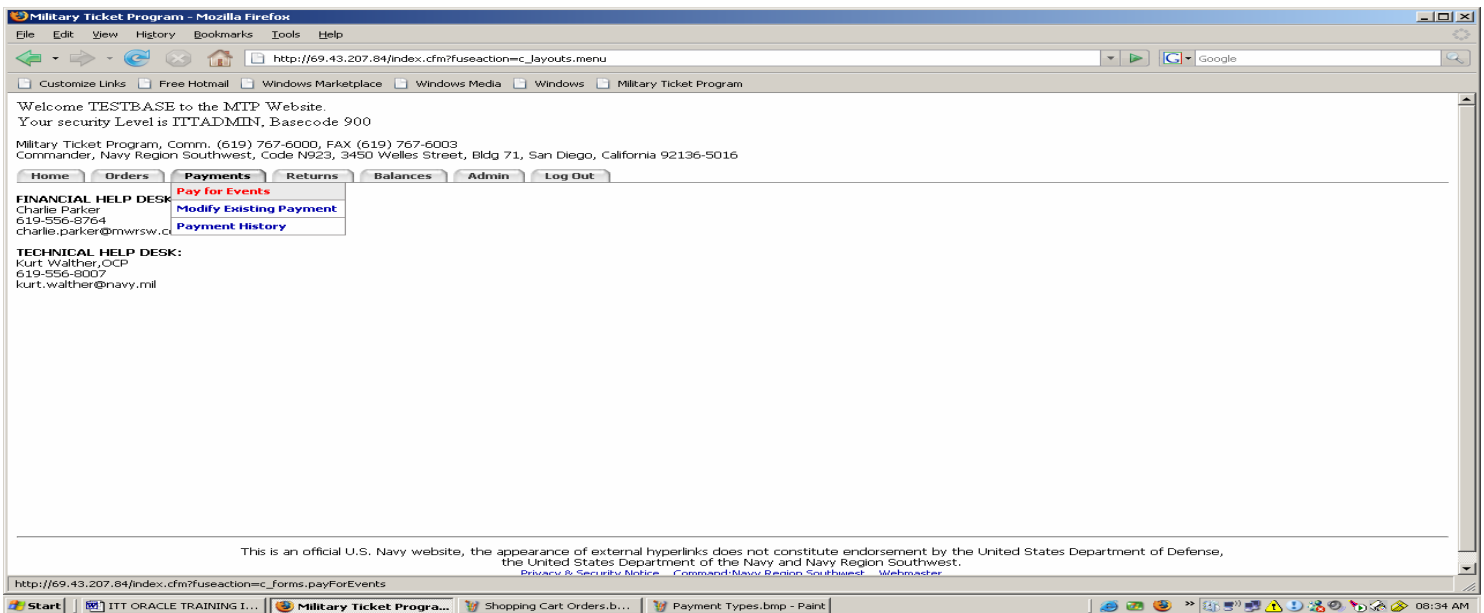 Military Ticket Program - Mozilla Firefox
File Edit View History Bookmarks Tools Help
http://69.43.207.84/index.cfm?fuseaction=c_layouts.menu
Google
Customize Links Free Hotmail Windows Marketplace Windows Media Windows Military Ticket Program
Welcome TESTBASE to the MTP Website.
Your security Level is ITTADMIN, Basecode 900
Military Ticket Program, Comm. (619) 767-6000, FAX (619) 767-6003
Commander, Navy Region Southwest, Code N923, 3450 Welles Street, Bldg 71, San Diego, California 92136-5016
Home Orders Payments Returns Balances Admin Log Out
Pay for Events
Modify Existing Payment
Payment History
FINANCIAL HELP DESK
Charlie Parker
619-556-8764
charlie.parker@mwrsw.c
TECHNICAL HELP DESK:
Kurt Walther,OCP
619-556-8007
kurt.walther@navy.mil
This is an official U.S. Navy website, the appearance of external hyperlinks does not constitute endorsement by the United States Department of Defense,
the United States Department of the Navy and Navy Region Southwest.
Privacy & Security Notice Command:Navy Region Southwest Webmaster
http://69.43.207.84/index.cfm?fuseaction=c_forms.payForEvents
Start ITT ORACLE TRAINING I... Military Ticket Progra... Shopping Cart Orders.b... Payment Types.bmp - Paint 08:34 AM